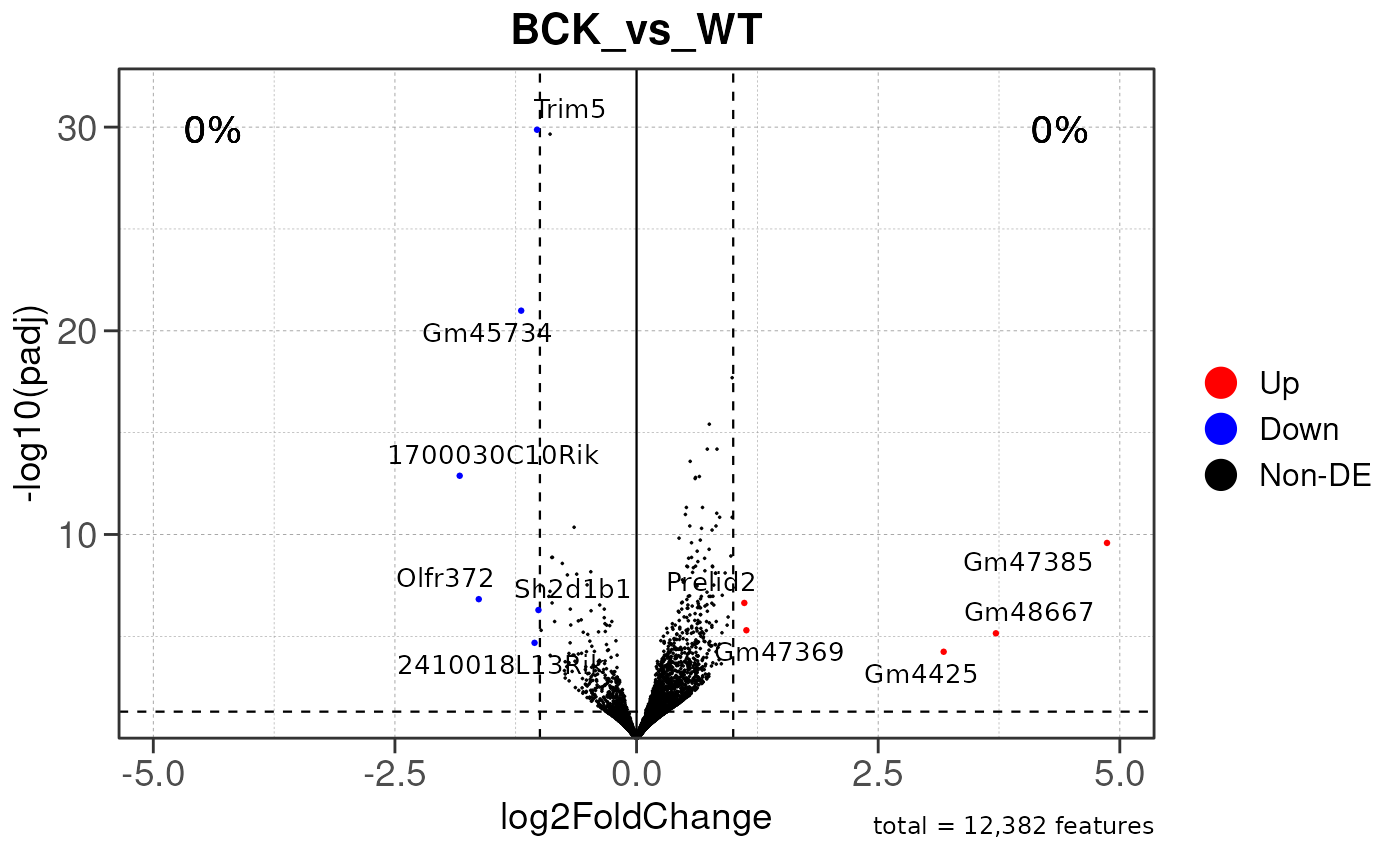 BCK_vs_WT
-log10(padj)
30
20
10
0%
0%
Trim5
Gm45734
1700030C10Rik
Olfr372
Sh2d1b1
2410018L13Rik
Prelid2
Gm47369
Gm47385
Gm48667
Gm4425
Up
Down
Non-DE
-5.0
-2.5
0.0
2.5
5.0
log2FoldChange
total = 12,382 features